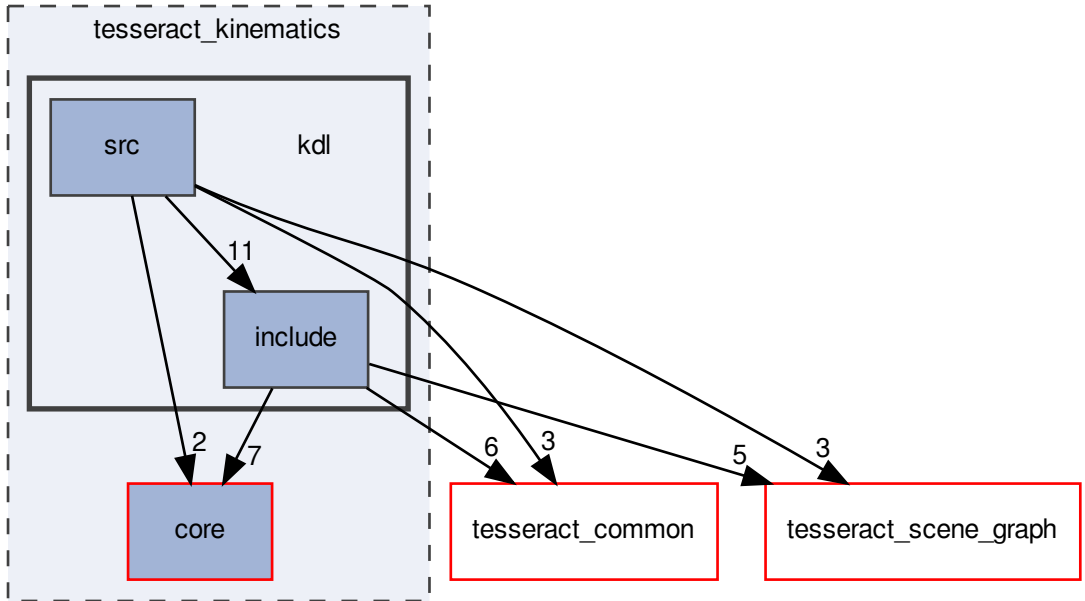 tesseract_kinematics
src
kdl
11
include
2
7
6
3
5
3
core
tesseract_common
tesseract_scene_graph